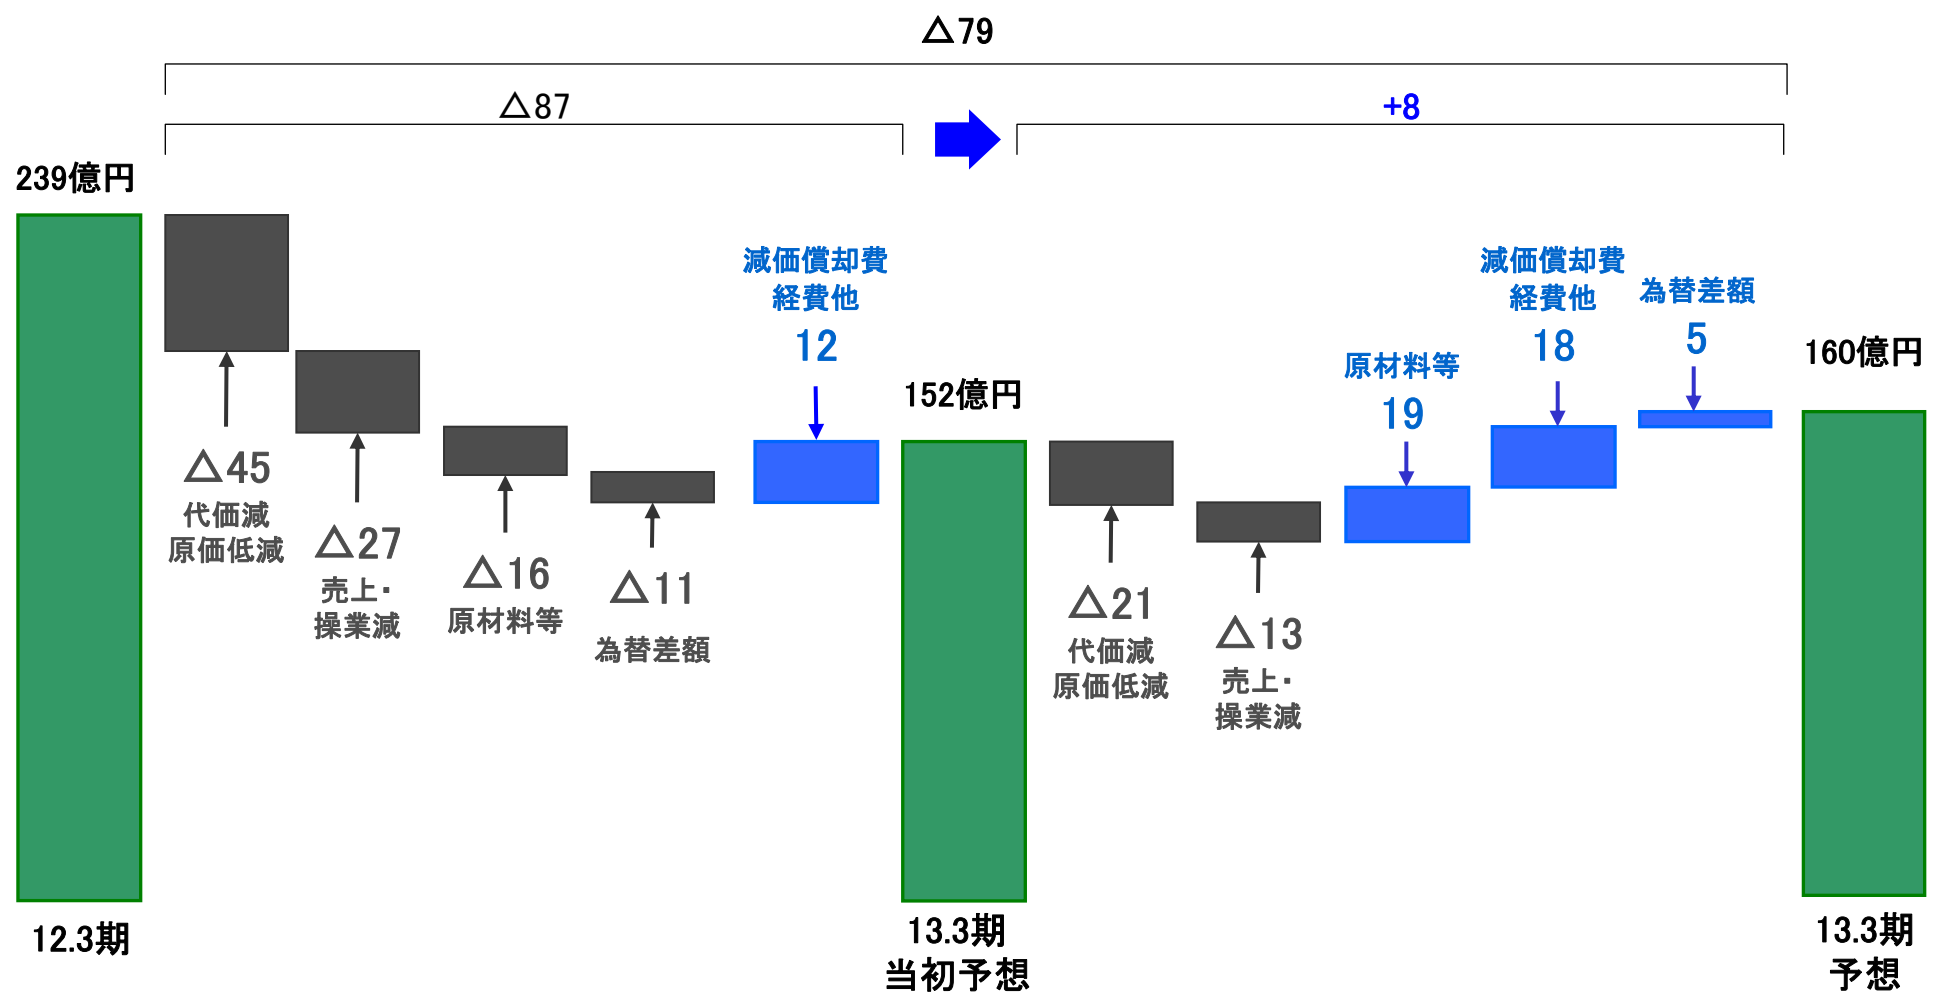 △79
△87
+8
239億円
減価償却費
経費他
12
152億円
原材料等
19
減価償却費
経費他
18
為替差額
5
160億円
△45
代価減
原価低減
△27
売上・
操業減
△16
原材料等
△11
為替差額
△21
代価減
原価低減
△13
売上・
操業減
12.3期
13.3期
当初予想
13.3期
予想